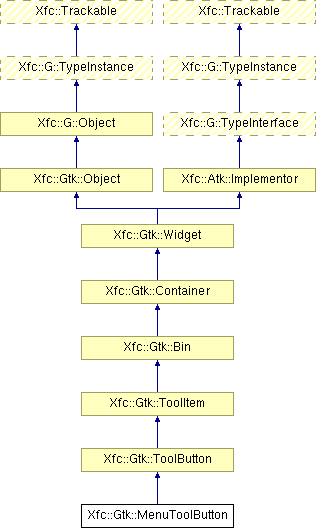 Xfc::Trackable Xfc::Trackable
Xfc::G::TypeInstance Xfc::G::TypeInstance
Xfc::G::Object Xfc::G::TypeInterface
Xfc::Gtk::Object Xfc::Atk::Implementor
Xfc::Gtk::Widget
Xfc::Gtk::Container
Xfc::Gtk::Bin
Xfc::Gtk::ToolItem
Xfc::Gtk::ToolButton
Xfc::Gtk::MenuToolButton